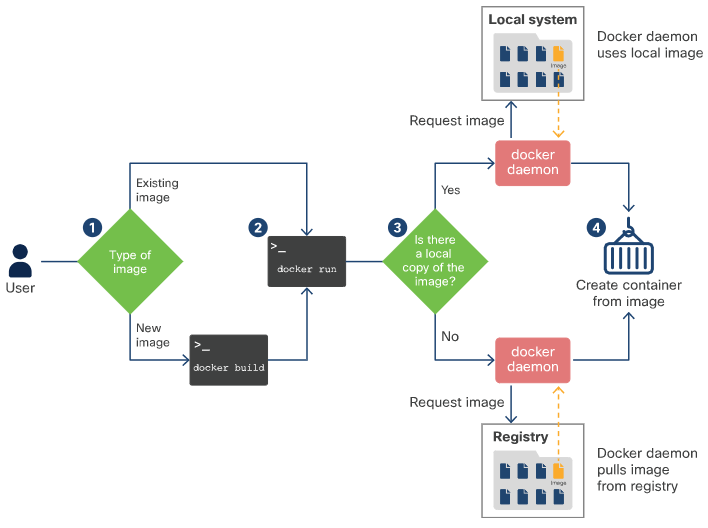 Local system
Image
Docker daemon
uses local image
Request image
docker
daemon
Existing
image
Yes
1
2
3
4
Type of
image
>_
docker run
Is there
a local
copy of the
image?
User
Create container
from image
New
image
>_
docker build
No
docker
daemon
Request image
Registry
Image
Docker daemon
pulls image
from registry